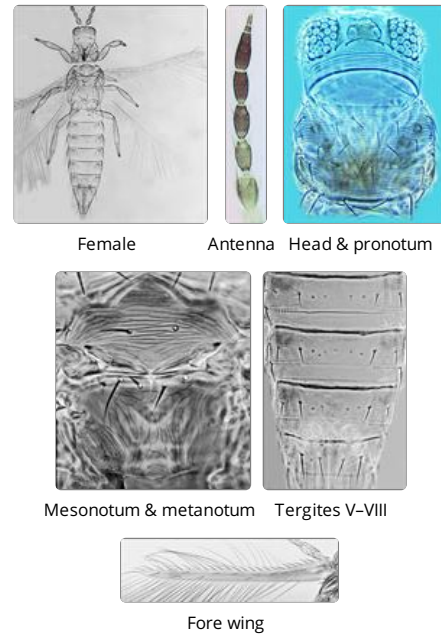 Female
Antenna
Head & pronotum
Mesonotum & metanotum
Tergites V–VIII
Fore wing